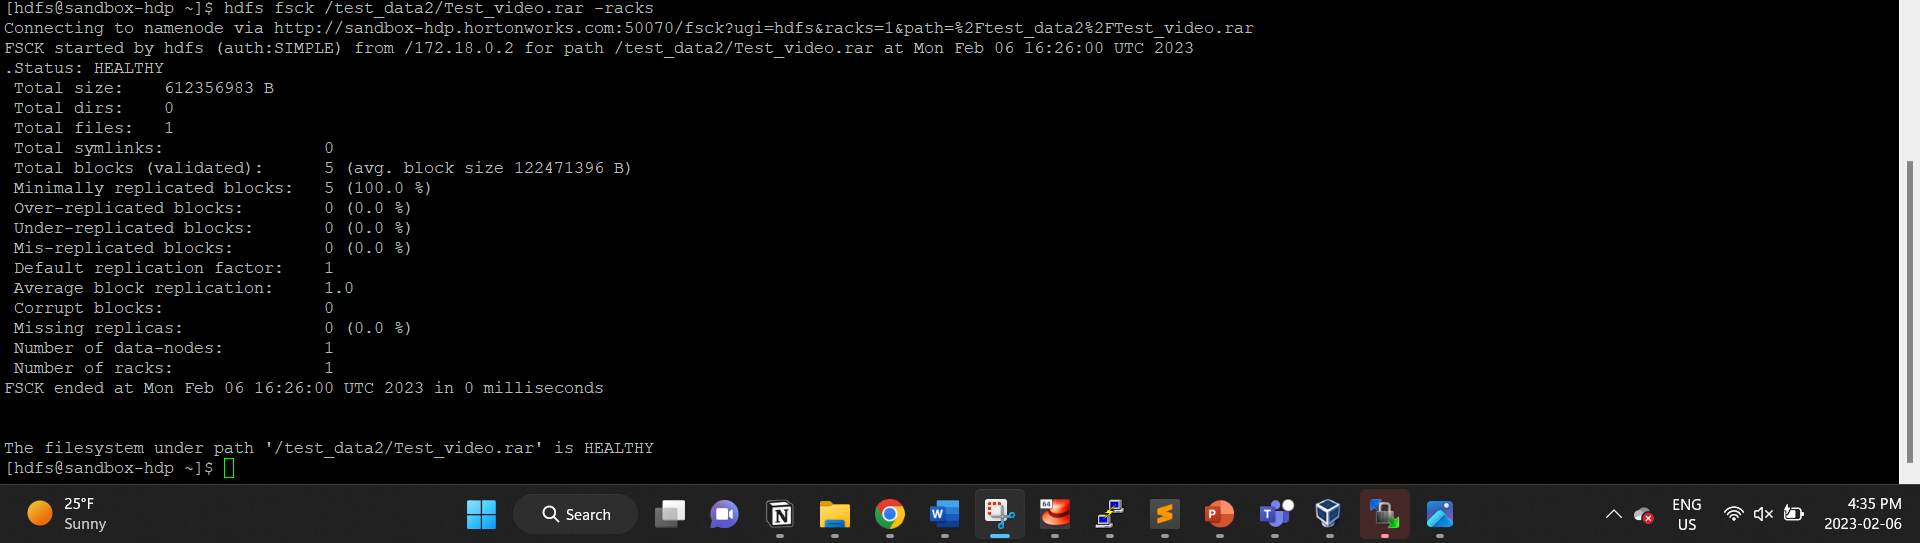 [hdfs@sandbox-hdp ~]$ hdfs fsck /test_data2/Test_video.rar -racks
Connecting to namenode via http://sandbox-hdp.hortonworks.com:50070/fsck?ugi=hdfs&racks=1&path=%2Ftest_data2%2FTest_video.rar
FSCK started by hdfs (auth:SIMPLE) from /172.18.0.2 for path /test_data2/Test_video.rar at Mon Feb 06 16:26:00 UTC 2023
.Status: HEALTHY
Total size: 612356983 B
Total dirs: 0
Total files: 1
Total symlinks: 0
Total blocks (validated): 5 (avg. block size 122471396 B)
Minimally replicated blocks: 5 (100.0 %)
Over-replicated blocks: 0 (0.0 %)
Under-replicated blocks: 0 (0.0 %)
Mis-replicated blocks: 0 (0.0 %)
Default replication factor: 1
Average block replication: 1.0
Corrupt blocks: 0
Missing replicas: 0 (0.0 %)
Number of data-nodes: 1
Number of racks: 1
FSCK ended at Mon Feb 06 16:26:00 UTC 2023 in 0 milliseconds
The filesystem under path '/test_data2/Test_video.rar' is HEALTHY
[hdfs@sandbox-hdp ~]$
25°F
Sunny
Search
N
W
64
S
P
T
ENG
US
4:35 PM
2023-02-06